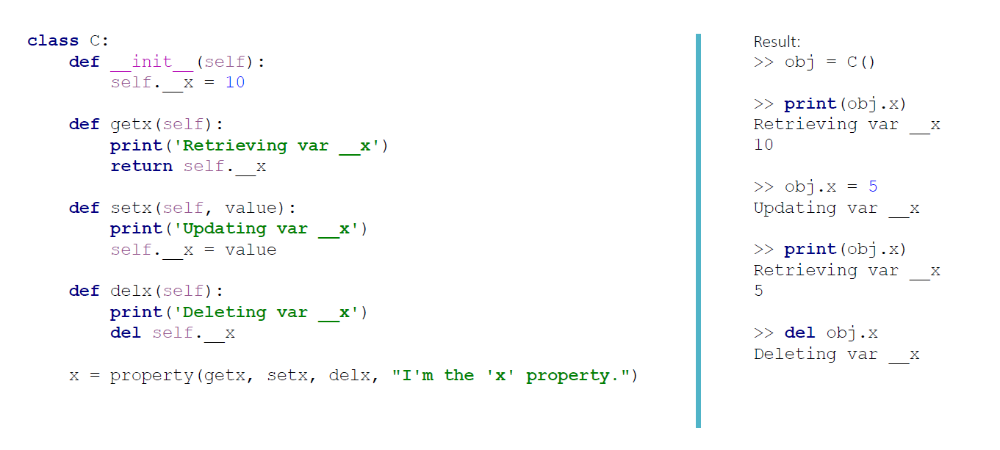 class C:
    def __init__(self):
        self.__x = 10

    def getx(self):
        print('Retrieving var __x')
        return self.__x

    def setx(self, value):
        print('Updating var __x')
        self.__x = value

    def delx(self):
        print('Deleting var __x')
        del self.__x

    x = property(getx, setx, delx, "I'm the 'x' property.")
Result:
>> obj = C()

>> print(obj.x)
Retrieving var __x
10

>> obj.x = 5
Updating var __x

>> print(obj.x)
Retrieving var __x
5

>> del obj.x
Deleting var __x